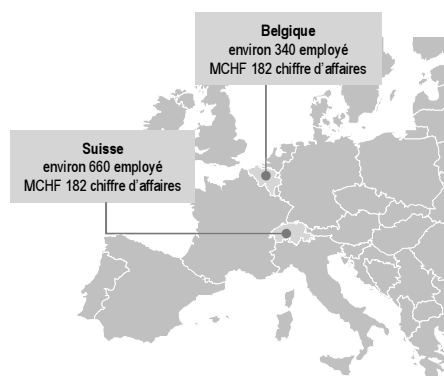 Belgique
environ 340 employé
MCHF 182 chiffre d’affaires
Suisse
environ 660 employé
MCHF 182 chiffre d’affaires